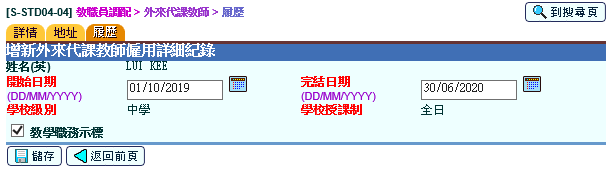 [S-STD04-04] 教職員調配 > 外來代課教師 > 履歷
到搜尋頁
詳情 地址 履歷
增新外來代課教師僱用詳細紀錄
姓名(英) LUI KEE
開始日期 01/10/2019 完結日期 30/06/2020
(DD/MM/YYYY) (DD/MM/YYYY)
學校級別 中學 學校授課制 全日
教學職務示標
儲存 返回前頁